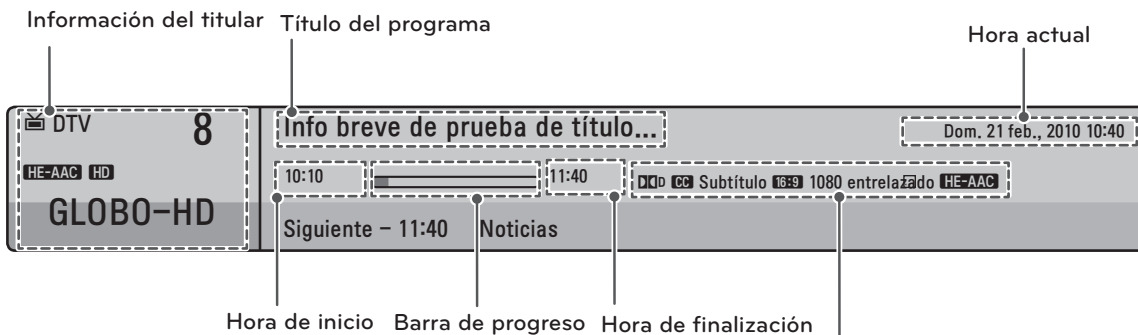 Información del titular
Título del programa
Hora actual
DTV 8
Info breve de prueba de título...
Dom. 21 feb., 2010 10:40
HE-AAC HD
10:10
11:40
D CC Subtítulo 16:9 1080 entrelazado HE-AAC
GLOBO-HD
Siguiente - 11:40 Noticias
Hora de inicio
Barra de progreso
Hora de finalización